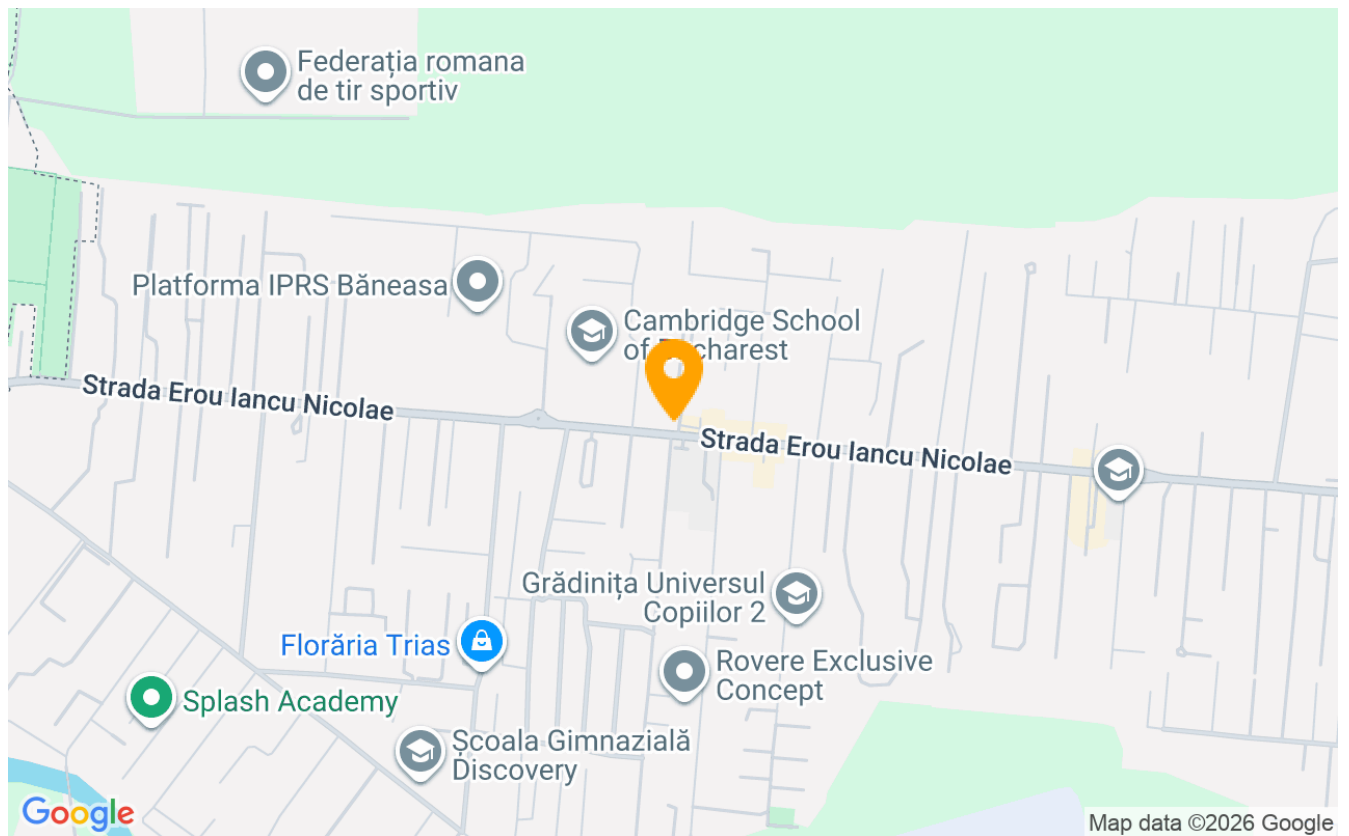 Federația romana
de tir sportiv
Platforma IPRS Băneasa
Cambridge School
of Bucharest
Strada Erou Iancu Nicolae
Strada Erou Iancu Nicolae
Grădinița Universul
Copiilor 2
Florăria Trias
Rovere Exclusive
Concept
Splash Academy
Școala Gimnazială
Discovery
Google
Map data ©2026 Google